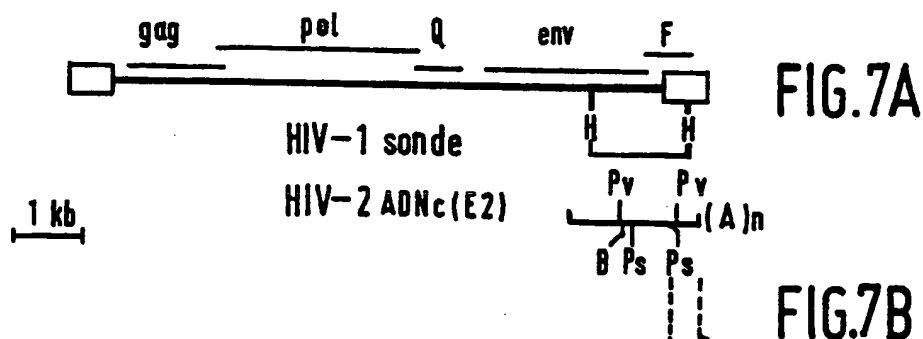 gag pol Q env F
FIG.7A
H H
HIV-1 sonde
HIV-2 ADNc(E2)
Pv Pv
1 kb
(A)n
B Ps Ps
FIG.7B